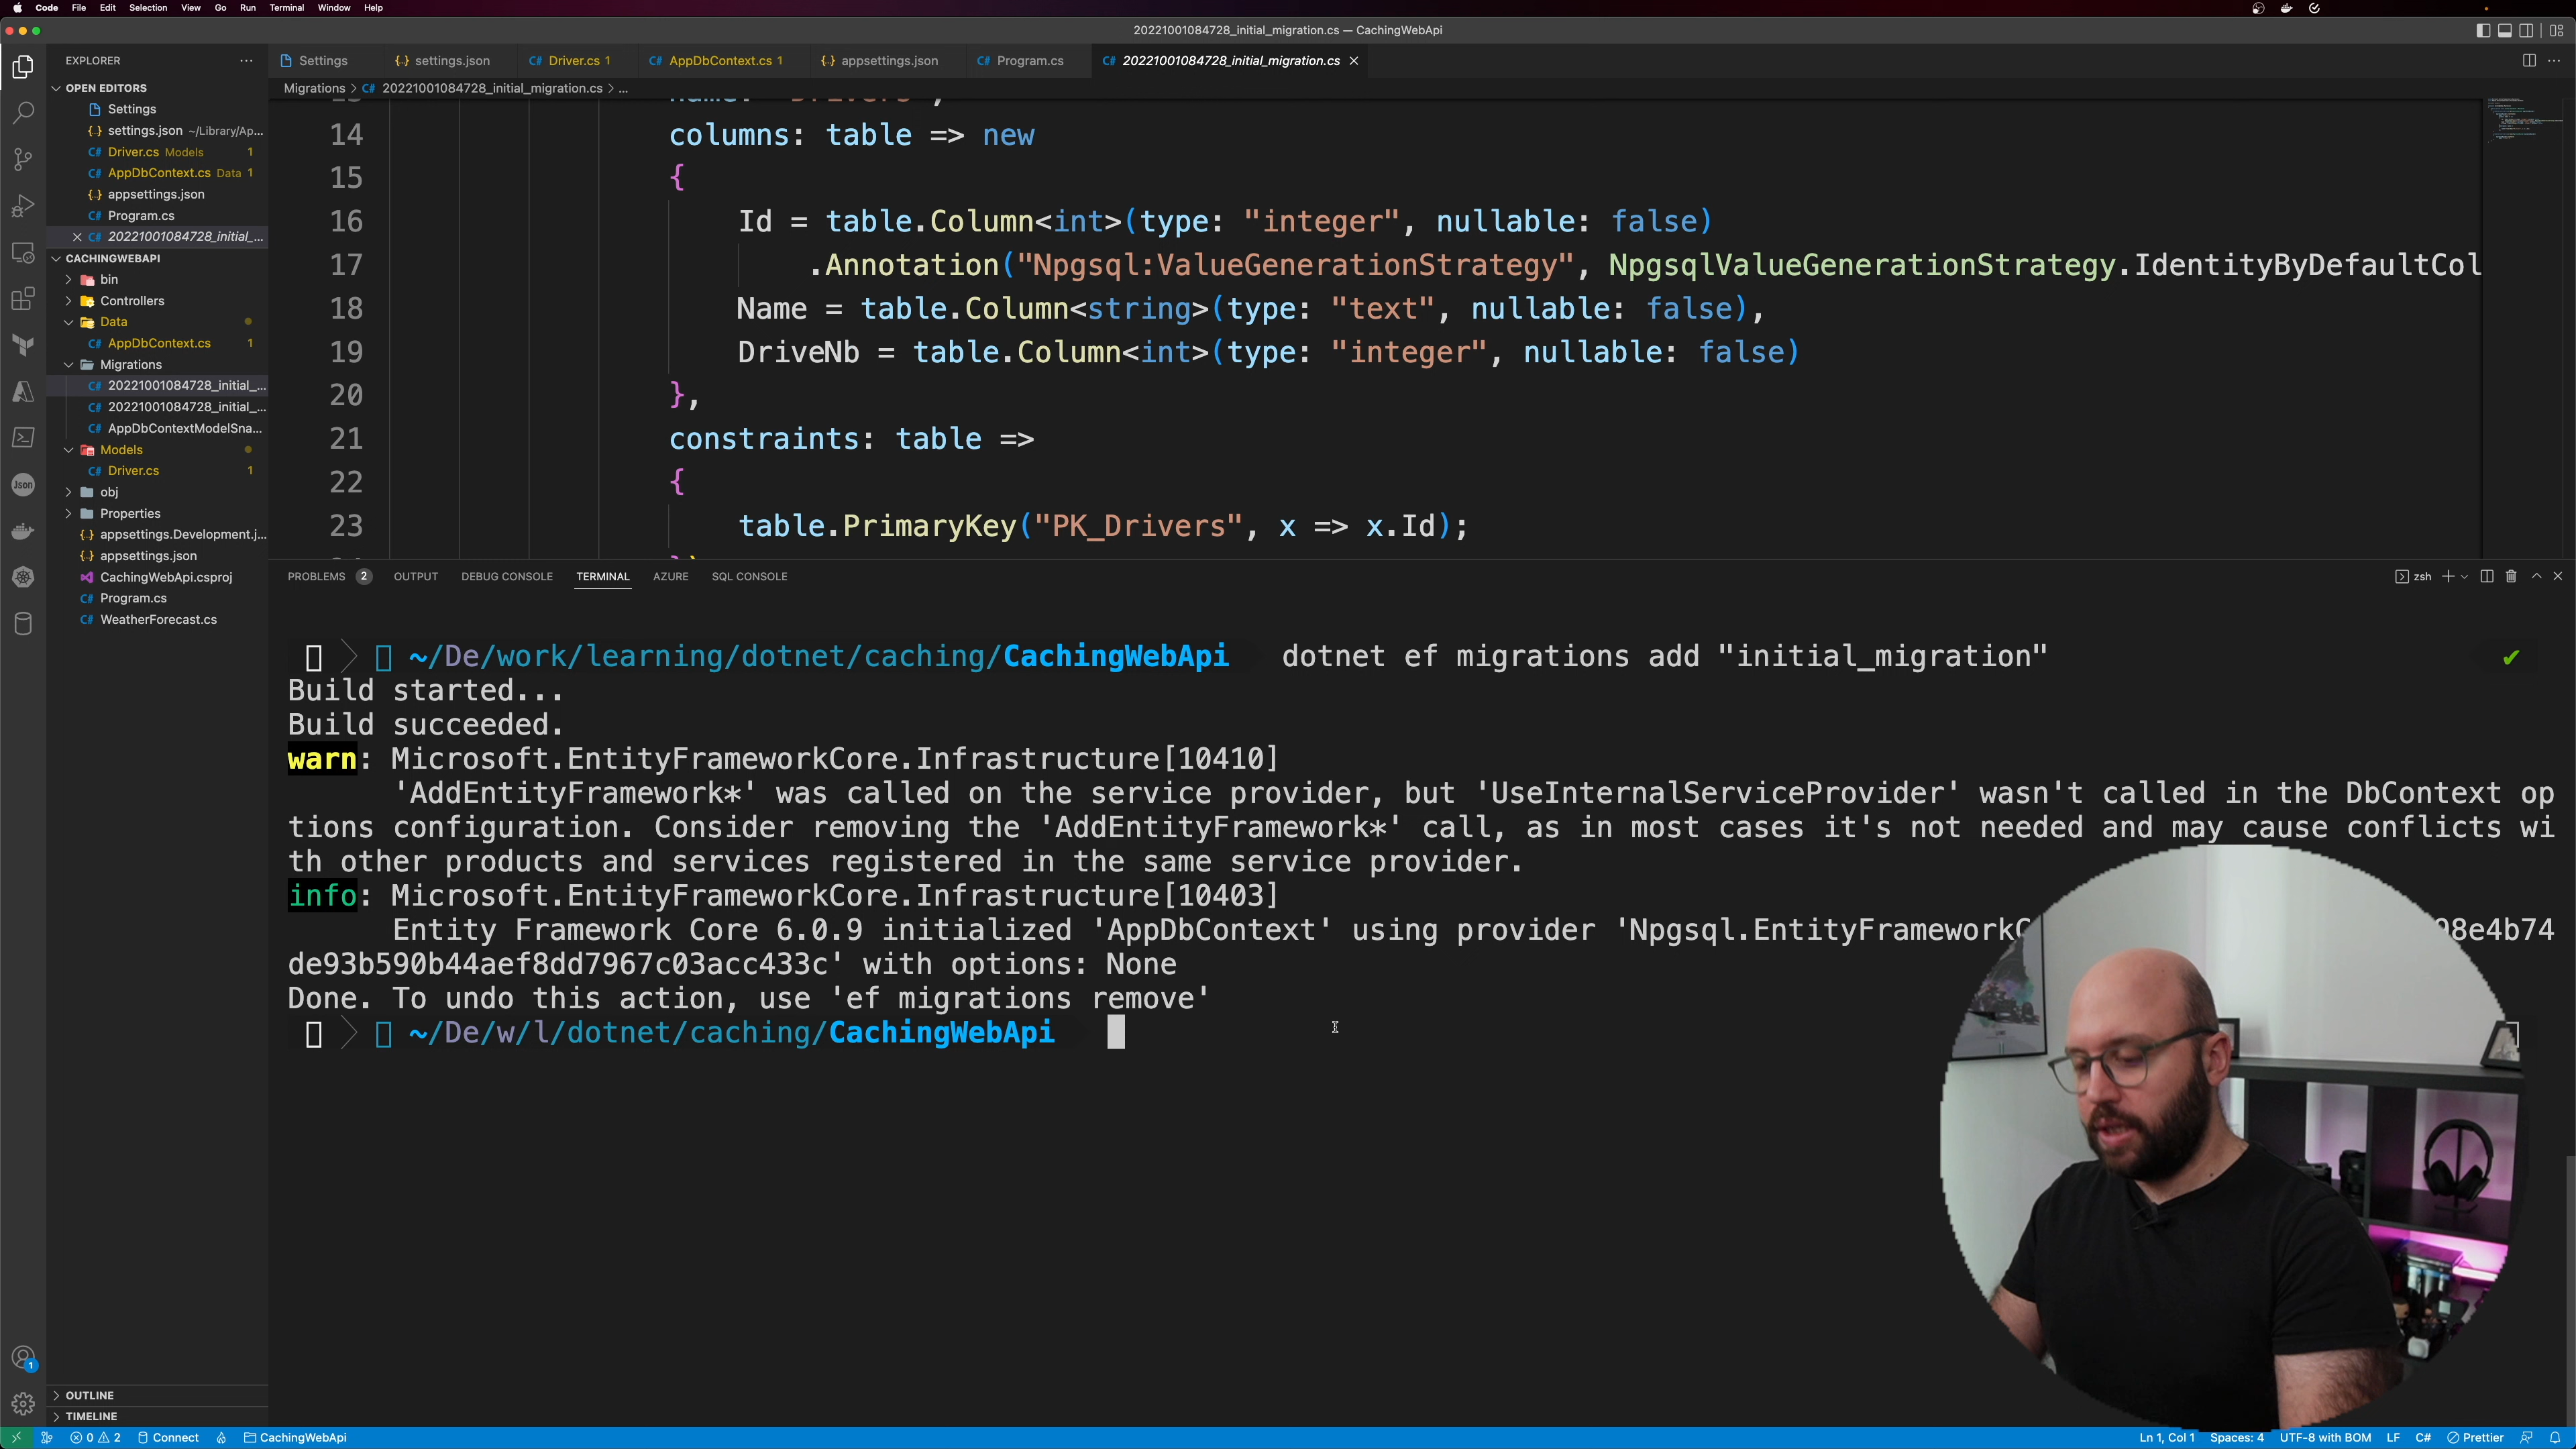 Code File Edit Selection View Go Run Terminal Window Help
20221001084728_initial_migration.cs — CachingWebApi
EXPLORER
OPEN EDITORS
Settings
settings.json ~/Library/Ap...
Driver.cs Models 1
AppDbContext.cs Data 1
appsettings.json
Program.cs
20221001084728_initial_...
CACHINGWEBAPI
bin
Controllers
Data
AppDbContext.cs 1
Migrations
20221001084728_initial_...
20221001084728_initial_...
AppDbContextModelSna...
Models
Driver.cs 1
obj
Properties
appsettings.Development.j...
appsettings.json
CachingWebApi.csproj
Program.cs
WeatherForecast.cs
OUTLINE
TIMELINE
Settings settings.json Driver.cs 1 AppDbContext.cs 1 appsettings.json Program.cs 20221001084728_initial_migration.cs
Migrations > 20221001084728_initial_migration.cs > ...
14 columns: table => new
15 {
16 Id = table.Column<int>(type: "integer", nullable: false)
17 .Annotation("Npgsql:ValueGenerationStrategy", NpgsqlValueGenerationStrategy.IdentityByDefaultCol
18 Name = table.Column<string>(type: "text", nullable: false),
19 DriveNb = table.Column<int>(type: "integer", nullable: false)
20 },
21 constraints: table =>
22 {
23 table.PrimaryKey("PK_Drivers", x => x.Id);
PROBLEMS 2 OUTPUT DEBUG CONSOLE TERMINAL AZURE SQL CONSOLE
zsh
~/De/work/learning/dotnet/caching/CachingWebApi dotnet ef migrations add "initial_migration"
Build started...
Build succeeded.
warn: Microsoft.EntityFrameworkCore.Infrastructure[10410]
'AddEntityFramework*' was called on the service provider, but 'UseInternalServiceProvider' wasn't called in the DbContext op
tions configuration. Consider removing the 'AddEntityFramework*' call, as in most cases it's not needed and may cause conflicts wi
th other products and services registered in the same service provider.
info: Microsoft.EntityFrameworkCore.Infrastructure[10403]
Entity Framework Core 6.0.9 initialized 'AppDbContext' using provider 'Npgsql.EntityFrameworkC 98e4b74
de93b590b44aef8dd7967c03acc433c' with options: None
Done. To undo this action, use 'ef migrations remove'
~/De/w/l/dotnet/caching/CachingWebApi
0 2 Connect CachingWebApi
Ln 1, Col 1 Spaces: 4 UTF-8 with BOM LF C# Prettier